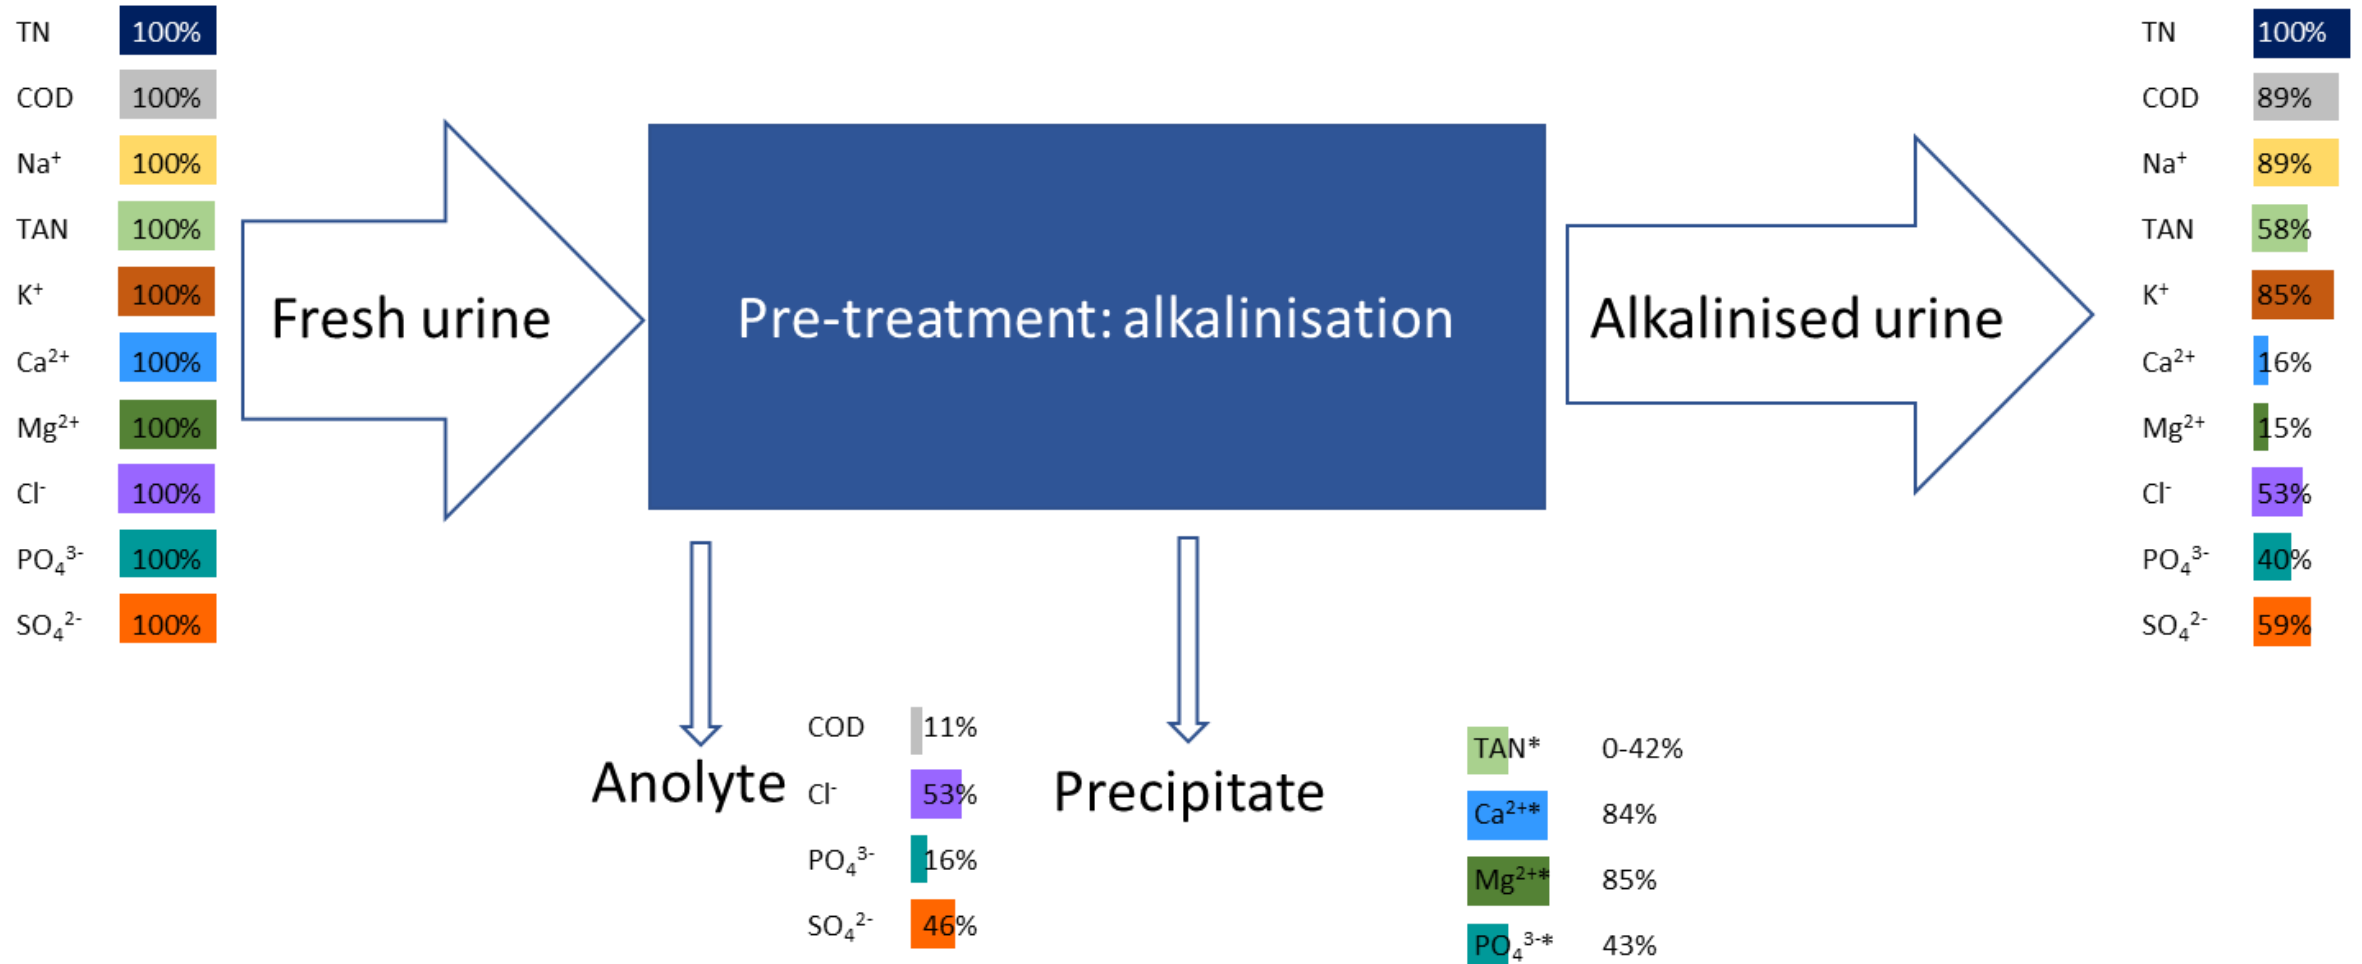 TN 100%
COD 100%
Na⁺ 100%
TAN 100%
K⁺ 100%
Ca²⁺ 100%
Mg²⁺ 100%
Cl⁻ 100%
PO₄³⁻ 100%
SO₄²⁻ 100%
Fresh urine
Pre-treatment: alkalinisation
Alkalinised urine
TN 100%
COD 89%
Na⁺ 89%
TAN 58%
K⁺ 85%
Ca²⁺ 16%
Mg²⁺ 15%
Cl⁻ 53%
PO₄³⁻ 40%
SO₄²⁻ 59%
Anolyte
COD 11%
Cl⁻ 53%
PO₄³⁻ 16%
SO₄²⁻ 46%
Precipitate
TAN* 0-42%
Ca²⁺* 84%
Mg²⁺* 85%
PO₄³⁻* 43%